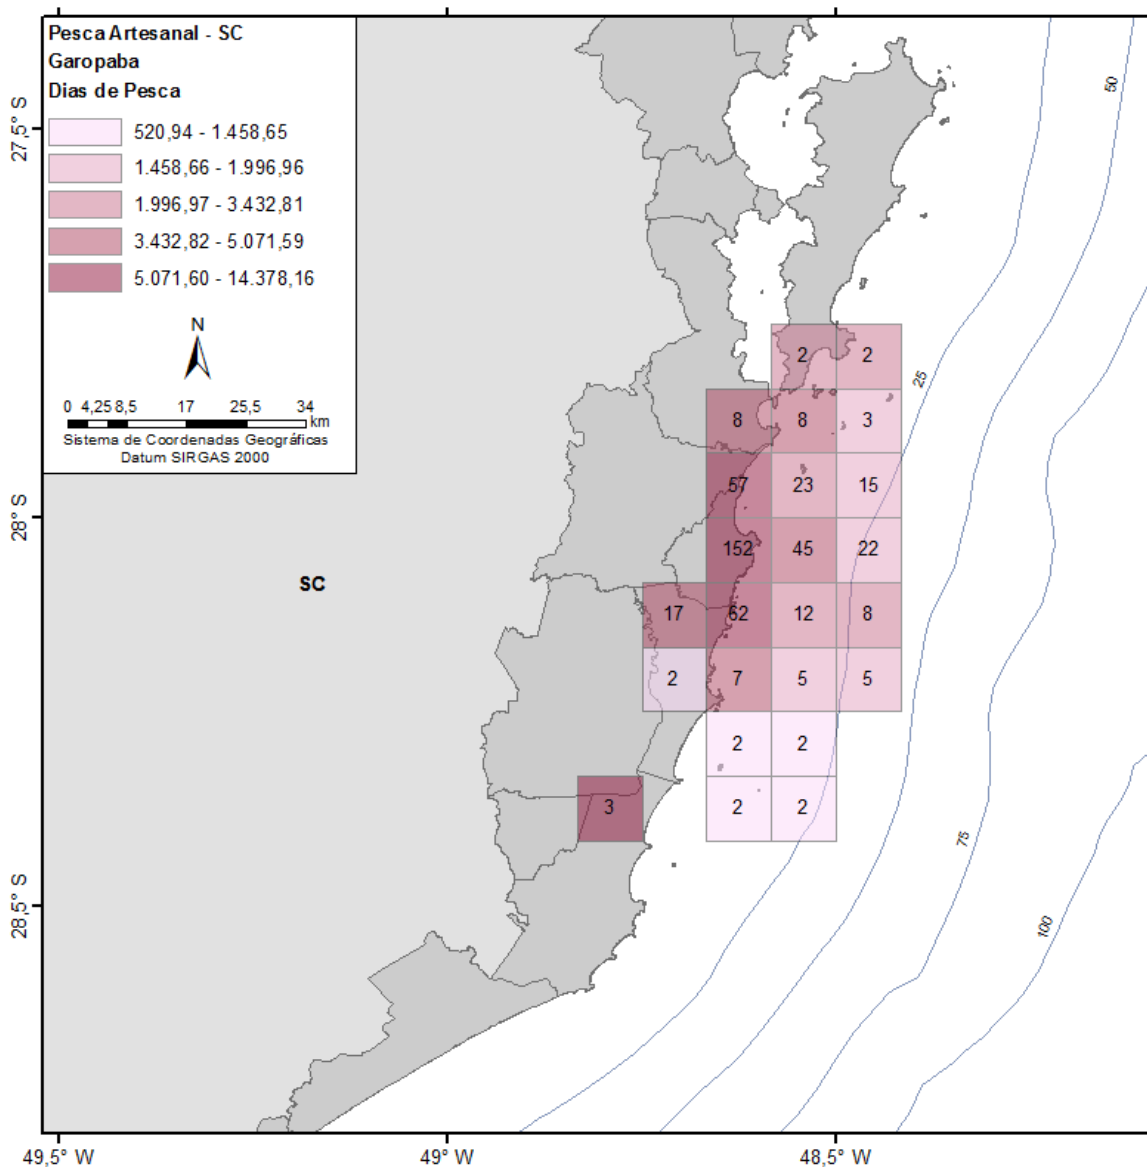 Pesca Artesanal - SC
Garopaba
Dias de Pesca
520,94 - 1.458,65
1.458,66 - 1.996,96
1.996,97 - 3.432,81
3.432,82 - 5.071,59
5.071,60 - 14.378,16
N
0 4,25 8,5 17 25,5 34
km
Sistema de Coordenadas Geográficas
Datum SIRGAS 2000
27,5° S
28° S
28,5° S
50
25
75
100
SC
2 2
8 8 3
57 23 15
152 45 22
17 62 12 8
2 7 5 5
2 2
3 2 2
49,5° W 49° W 48,5° W